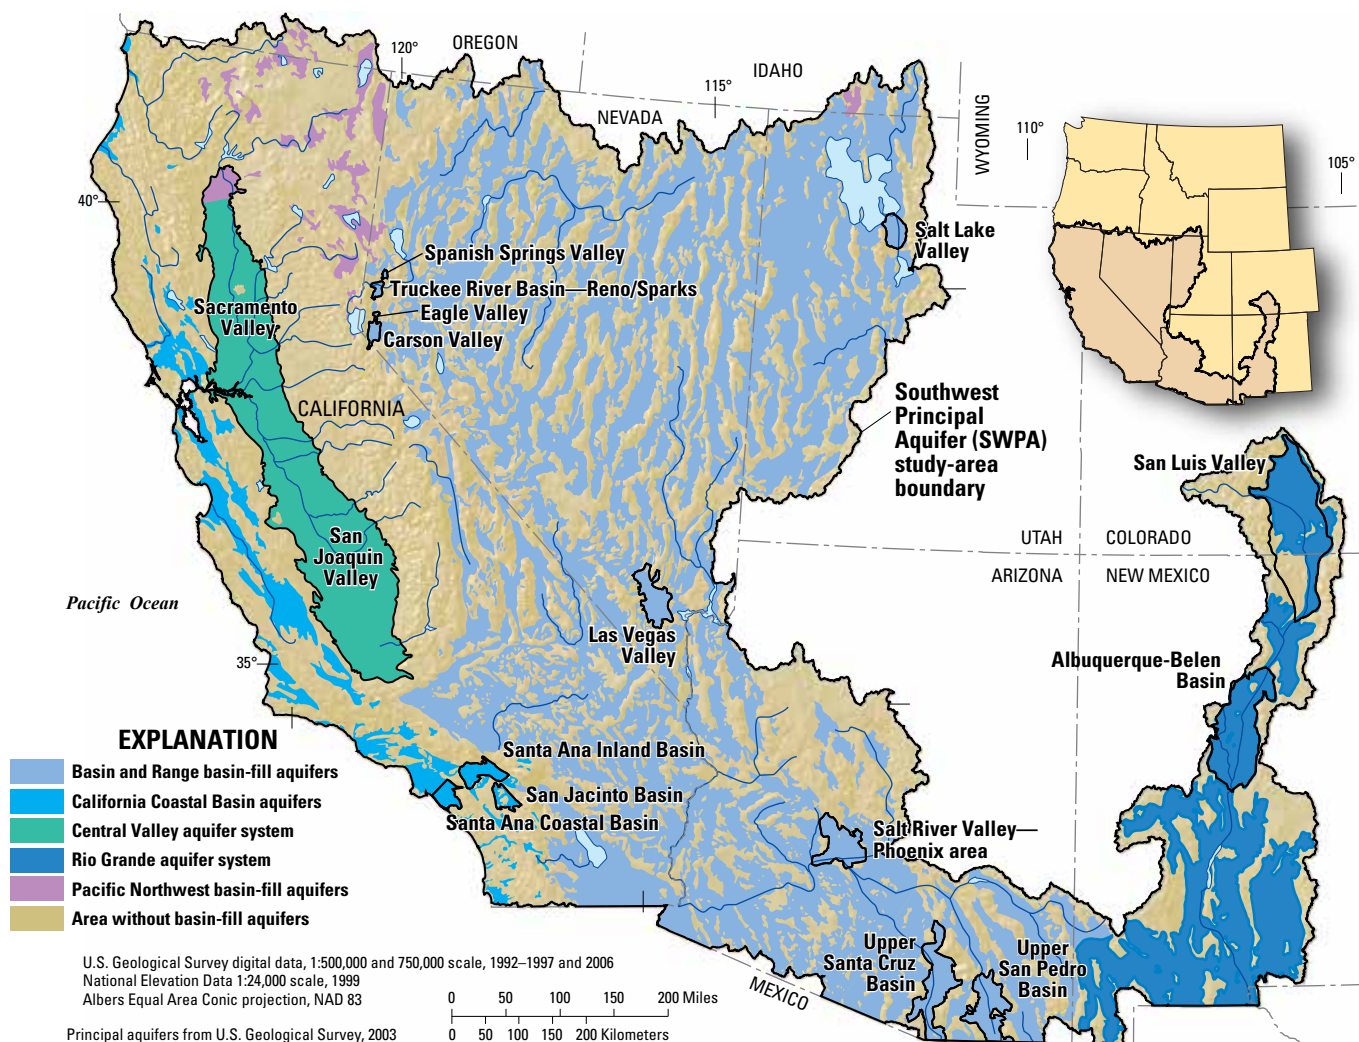 OREGON
120°
IDAHO
115°
NEVADA
WYOMING
110°
105°
40°
Salt Lake
Valley
Spanish Springs Valley
Truckee River Basin—Reno/Sparks
Eagle Valley
Carson Valley
Sacramento
Valley
CALIFORNIA
Southwest
Principal
Aquifer (SWPA)
study-area
boundary
San Luis Valley
San
Joaquin
Valley
UTAH
COLORADO
ARIZONA
NEW MEXICO
Pacific Ocean
Las Vegas
Valley
35°
Albuquerque-Belen
Basin
EXPLANATION
Basin and Range basin-fill aquifers
California Coastal Basin aquifers
Central Valley aquifer system
Rio Grande aquifer system
Pacific Northwest basin-fill aquifers
Area without basin-fill aquifers
Santa Ana Inland Basin
San Jacinto Basin
Santa Ana Coastal Basin
Salt River Valley—
Phoenix area
Upper
Santa Cruz
Basin
Upper
San Pedro
Basin
MEXICO
U.S. Geological Survey digital data, 1:500,000 and 750,000 scale, 1992–1997 and 2006
National Elevation Data 1:24,000 scale, 1999
Albers Equal Area Conic projection, NAD 83
0 50 100 150 200 Miles
0 50 100 150 200 Kilometers
Principal aquifers from U.S. Geological Survey, 2003